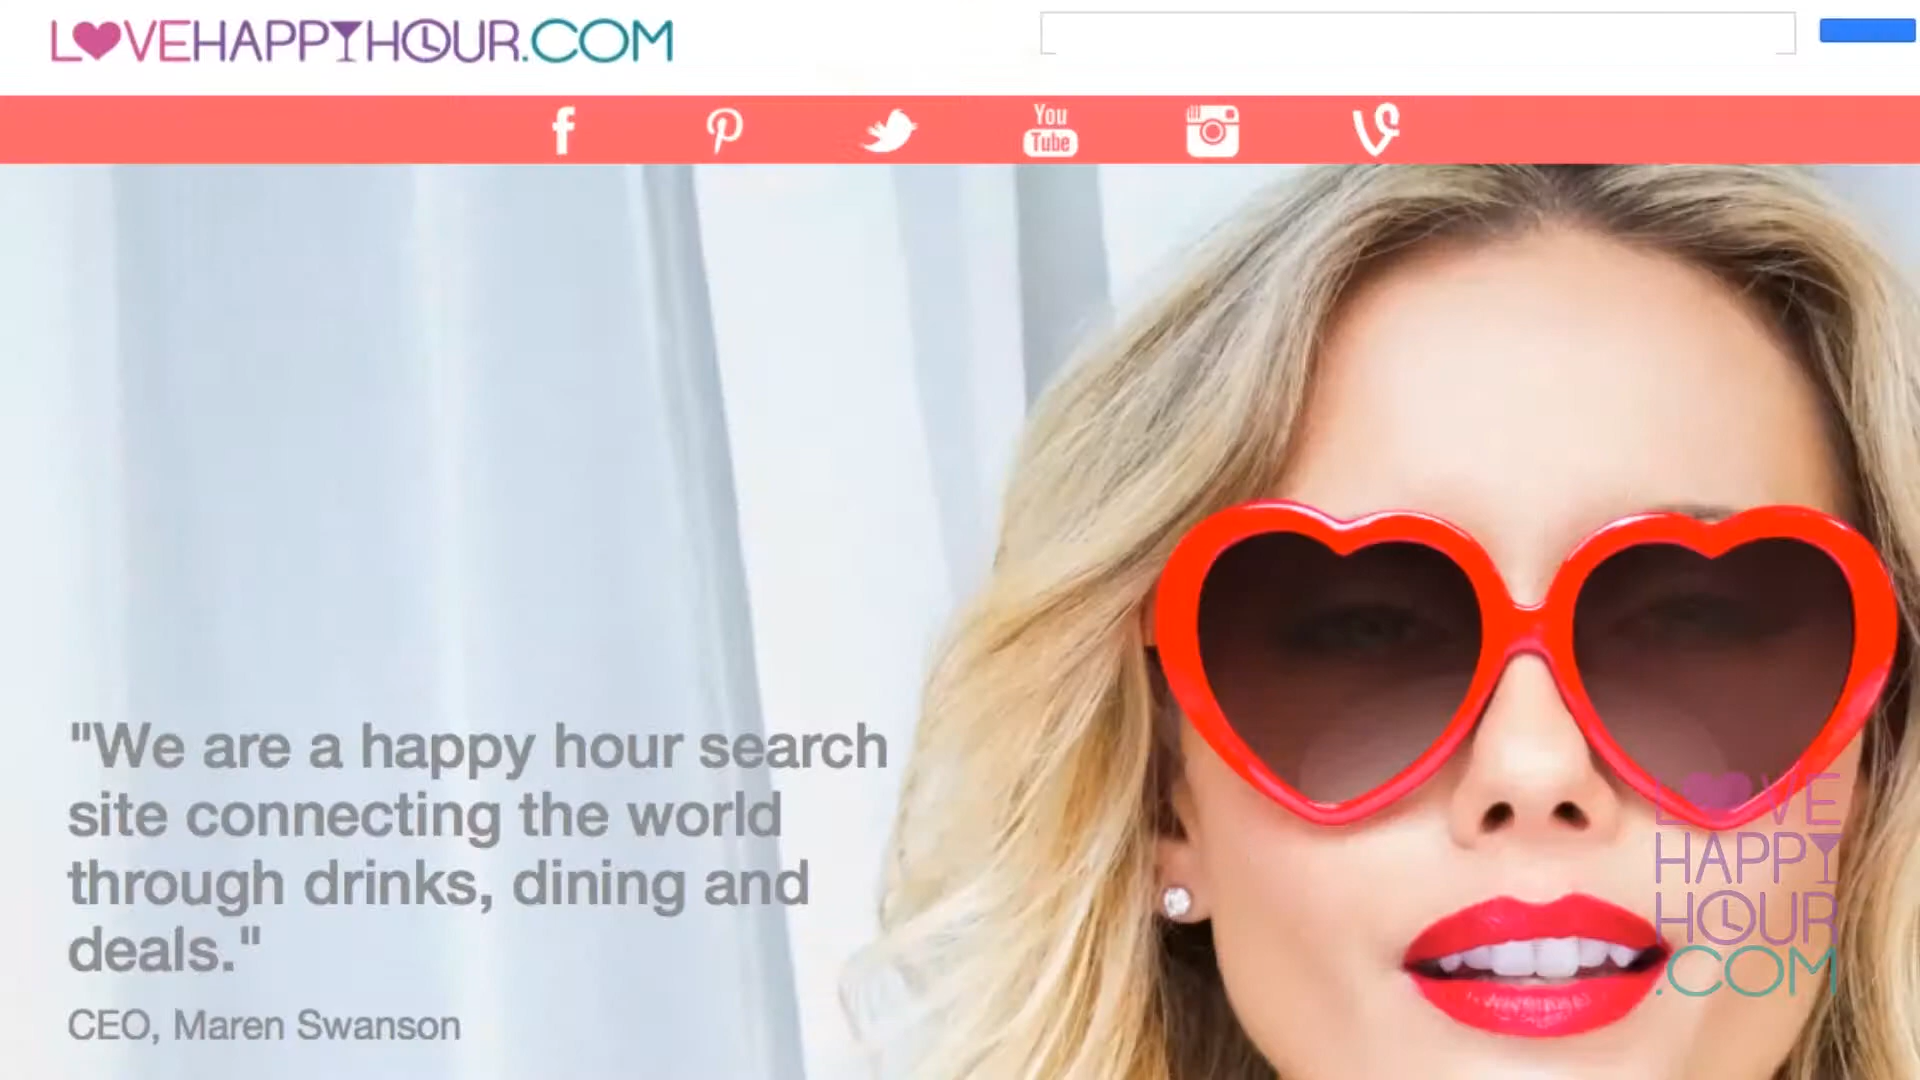 LOVEHAPPYHOUR.COM
You
Tube
"We are a happy hour search
site connecting the world
through drinks, dining and
deals."
CEO, Maren Swanson
LOVE
HAPPY
HOUR
.COM